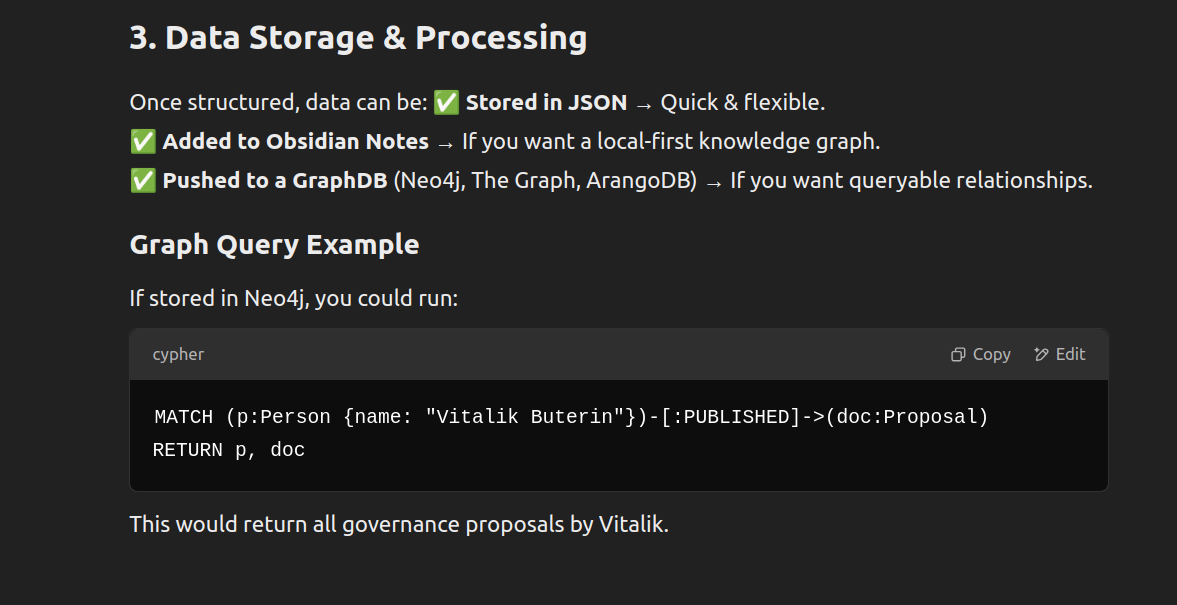 3. Data Storage & Processing
Once structured, data can be: ✅ Stored in JSON → Quick & flexible.
✅ Added to Obsidian Notes → If you want a local-first knowledge graph.
✅ Pushed to a GraphDB (Neo4j, The Graph, ArangoDB) → If you want queryable relationships.
Graph Query Example
If stored in Neo4j, you could run:
cypher Copy Edit
MATCH (p:Person {name: "Vitalik Buterin"})-[:PUBLISHED]->(doc:Proposal)
RETURN p, doc
This would return all governance proposals by Vitalik.